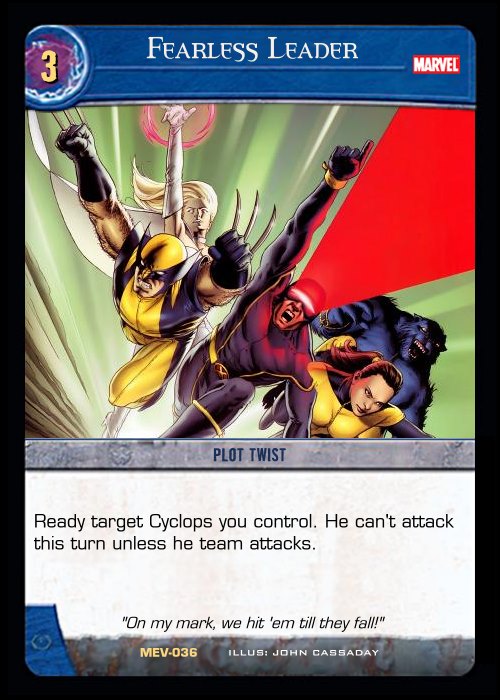 3
Fearless Leader
MARVEL
PLOT TWIST
Ready target Cyclops you control. He can't attack
this turn unless he team attacks.
"On my mark, we hit 'em till they fall!"
MEV-036 ILLUS: JOHN CASSADAY